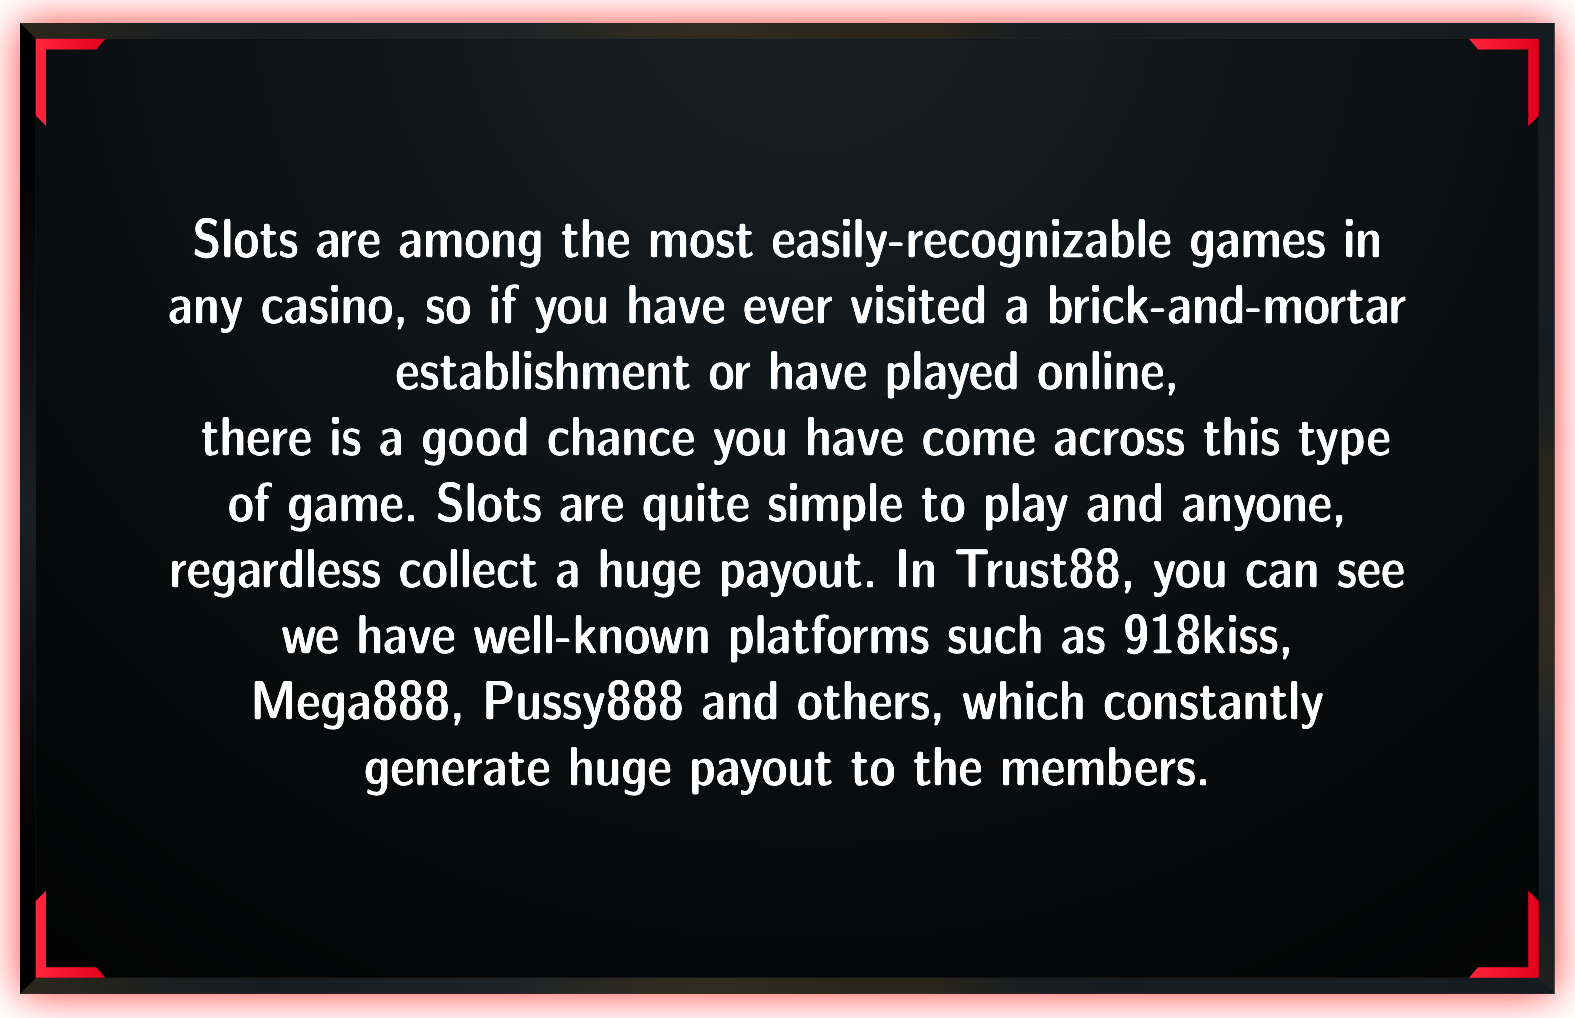 Slots are among the most easily-recognizable games in
any casino, so if you have ever visited a brick-and-mortar
establishment or have played online,
there is a good chance you have come across this type
of game. Slots are quite simple to play and anyone,
regardless collect a huge payout. In Trust88, you can see
we have well-known platforms such as 918kiss,
Mega888, Pussy888 and others, which constantly
generate huge payout to the members.